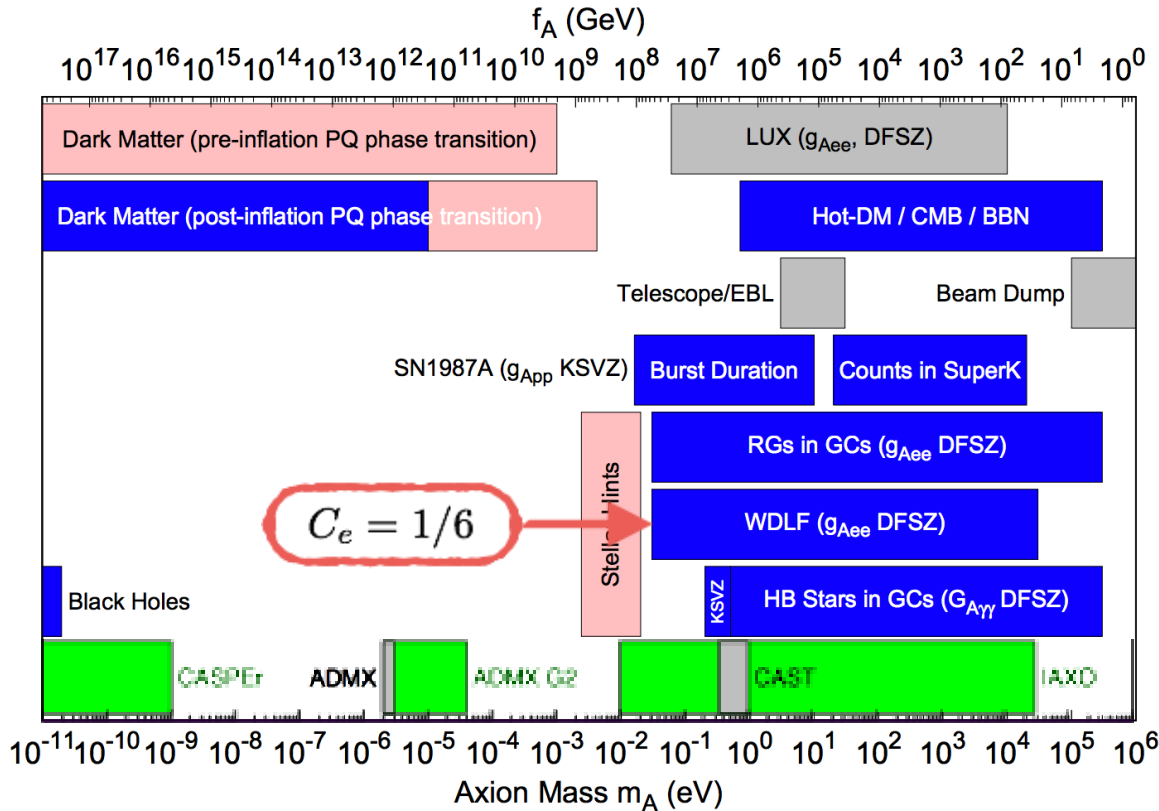 f_A (GeV)
10^17 10^16 10^15 10^14 10^13 10^12 10^11 10^10 10^9 10^8 10^7 10^6 10^5 10^4 10^3 10^2 10^1 10^0
Dark Matter (pre-inflation PQ phase transition)
LUX (g_Aee, DFSZ)
Dark Matter (post-inflation PQ phase transition)
Hot-DM / CMB / BBN
Telescope/EBL
Beam Dump
SN1987A (g_App KSVZ)
Burst Duration
Counts in SuperK
RGs in GCs (g_Aee DFSZ)
Hints
C_e = 1/6
WDLF (g_Aee DFSZ)
Black Holes
KSVZ
HB Stars in GCs (G_Aγγ DFSZ)
CASPEr
ADMX
ADMX G2
CAST
IAXO
10^-11 10^-10 10^-9 10^-8 10^-7 10^-6 10^-5 10^-4 10^-3 10^-2 10^-1 10^0 10^1 10^2 10^3 10^4 10^5 10^6
Axion Mass m_A (eV)